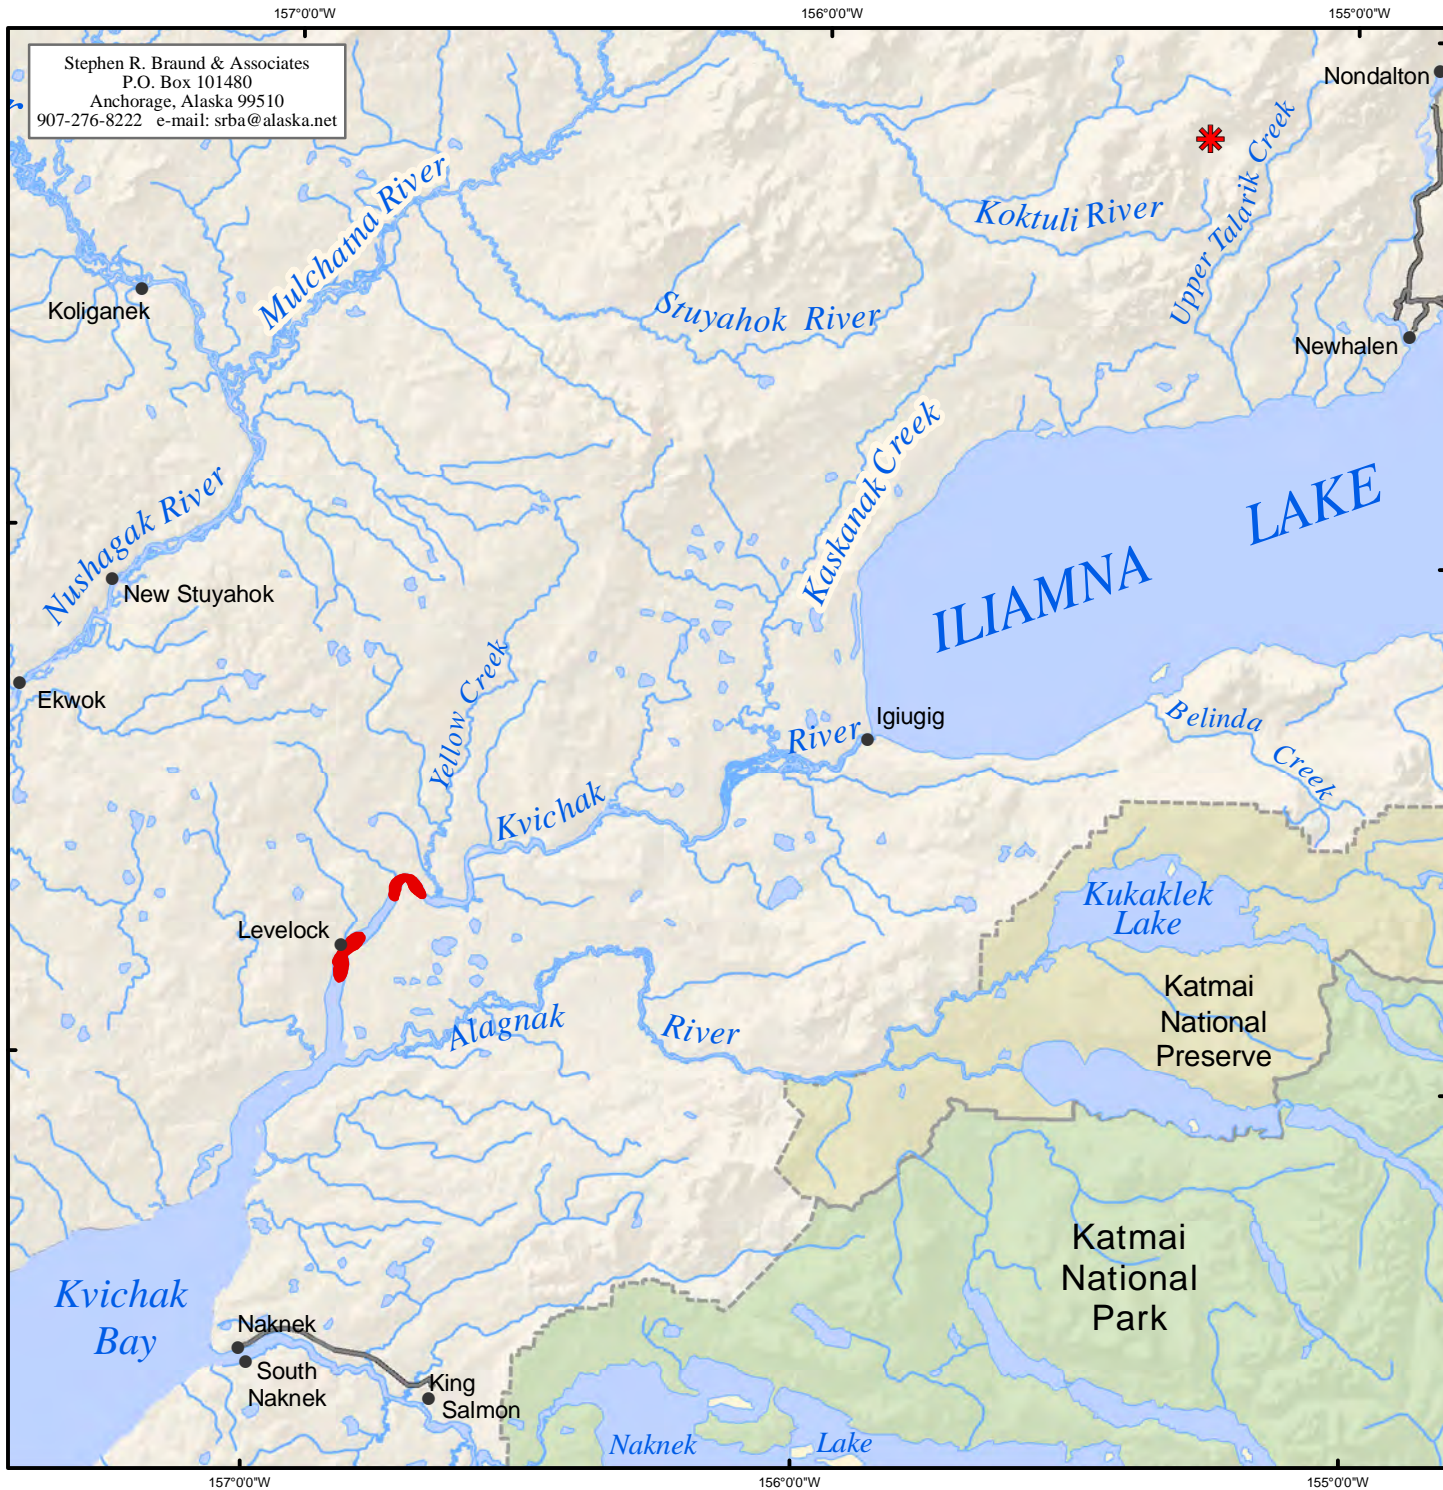 157°0'0"W
156°0'0"W
155°0'0"W
Stephen R. Braund & Associates
P.O. Box 101480
Anchorage, Alaska 99510
907-276-8222 e-mail: srba@alaska.net
Nondalton
Mulchatna River
Koktuli River
Upper Talarik Creek
Koliganek
Stuyahok River
Newhalen
Kaskanak Creek
Nushagak River
New Stuyahok
ILIAMNA LAKE
Ekwok
Yellow Creek
Igiugig
River
Belinda
Creek
Kvichak
Kukaklek
Lake
Levelock
Katmai
National
Preserve
Alagnak
River
Katmai
National
Park
Kvichak
Bay
Naknek
South
Naknek
King
Salmon
Naknek
Lake
157°0'0"W
156°0'0"W
155°0'0"W